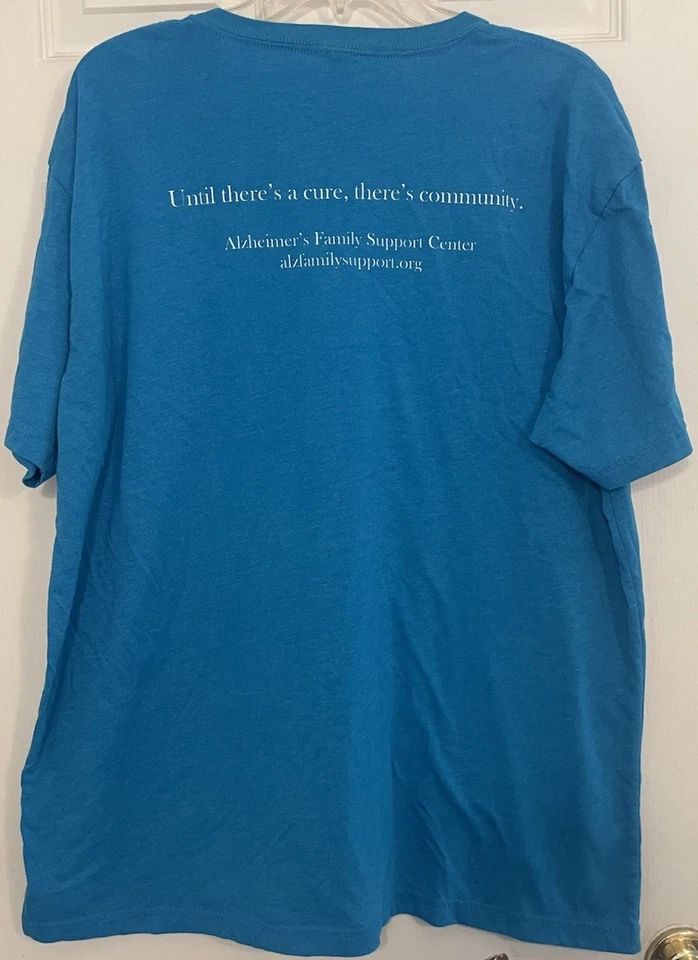 Until there's a cure, there's community.
Alzheimer's Family Support Center
alzfamilysupport.org